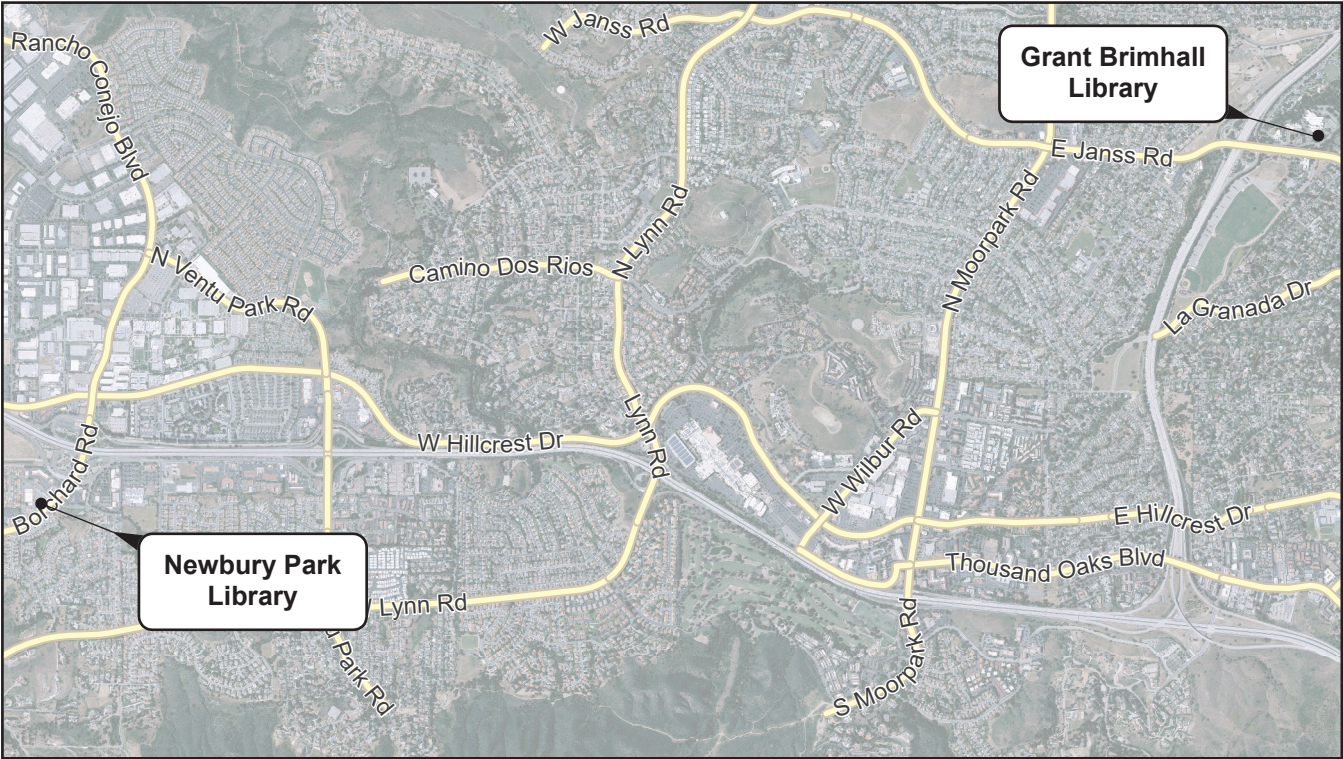 W Janss Rd
Rancho Conejo Blvd
Grant Brimhall
Library
E Janss Rd
N Lynn Rd
N Moorpark Rd
N Ventu Park Rd
Camino Dos Rios
La Granada Dr
Lynn Rd
W Hillcrest Dr
W Wilbur Rd
Borchard Rd
E Hillcrest Dr
Thousand Oaks Blvd
Newbury Park
Library
Lynn Rd
Park Rd
S Moorpark Rd